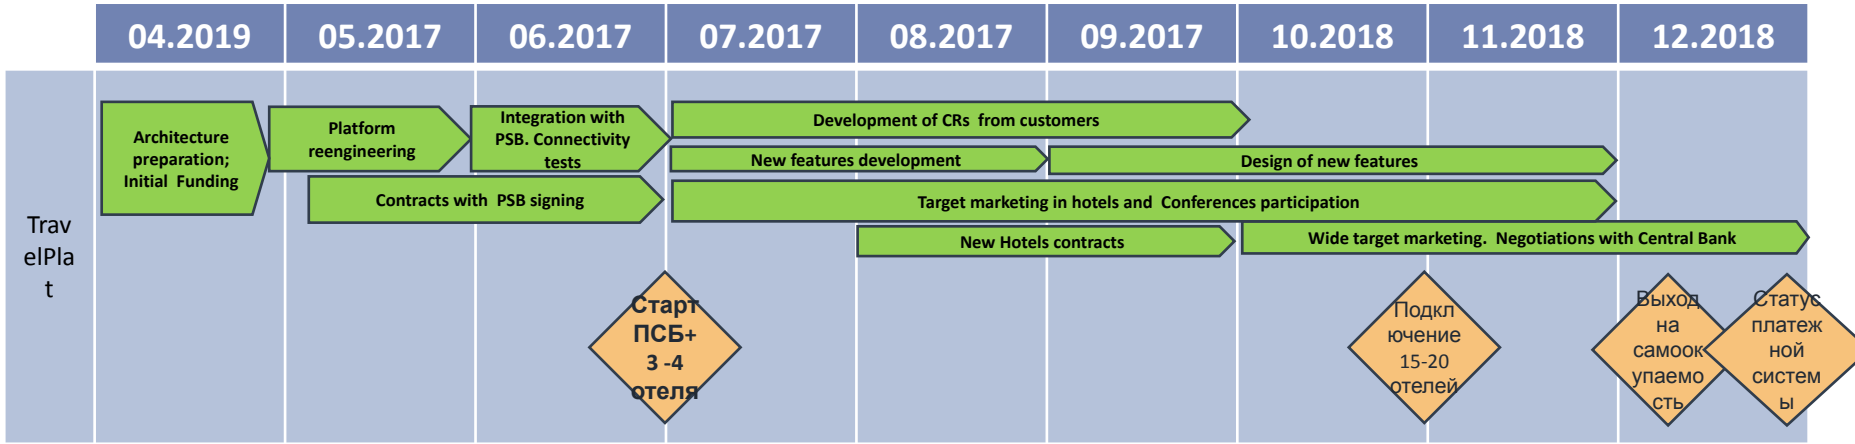 04.2019 05.2017 06.2017 07.2017 08.2017 09.2017 10.2018 11.2018 12.2018
Trav
elPla
t
Architecture
preparation;
Initial Funding
Platform
reengineering
Integration with
PSB. Connectivity
tests
Development of CRs from customers
New features development
Design of new features
Contracts with PSB signing
Target marketing in hotels and Conferences participation
New Hotels contracts
Wide target marketing. Negotiations with Central Bank
Старт
ПСБ+
3 -4
отеля
Подкл
ючение
15-20
отелей
Выход
на
самоок
упаемо
сть
Статус
платеж
ной
систем
ы